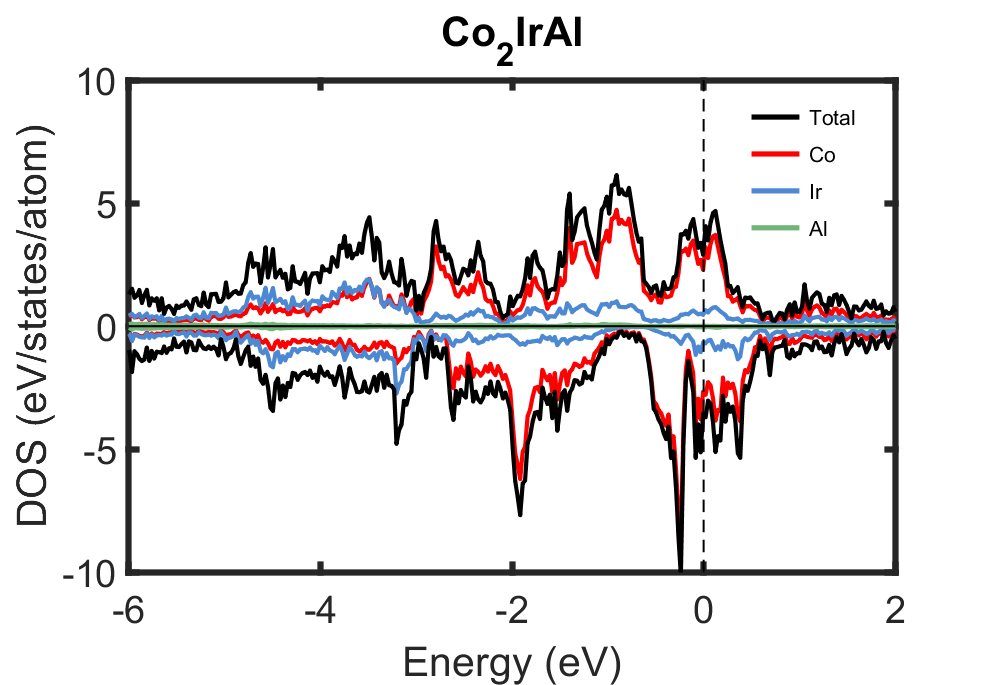 Co₂IrAl
10
5
0
-5
-10
-6
-4
-2
0
2
DOS (eV/states/atom)
Energy (eV)
Total
Co
Ir
Al